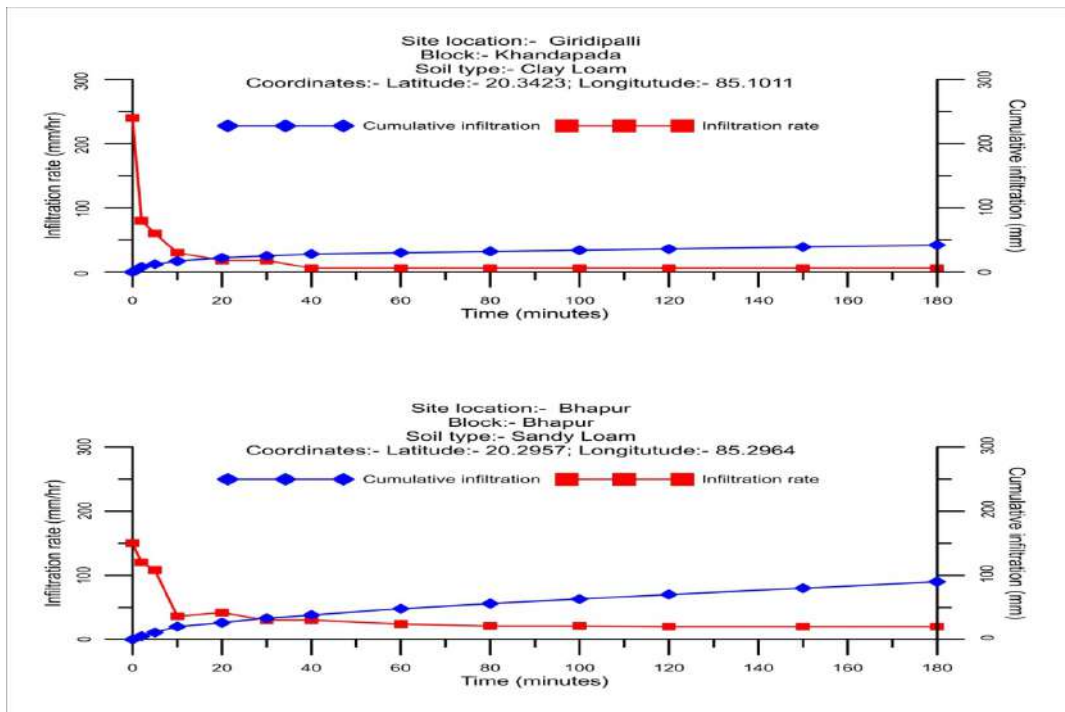 Site location:- Giridipalli
Block:- Khandapada
Soil type:- Clay Loam
Coordinates:- Latitude:- 20.3423; Longitutude:- 85.1011
Cumulative infiltration
Infiltration rate
Infiltration rate (mm/hr)
300
200
100
0
Cumulative infiltration (mm)
300
200
100
0
0 20 40 60 80 100 120 140 160 180
Time (minutes)
Site location:- Bhapur
Block:- Bhapur
Soil type:- Sandy Loam
Coordinates:- Latitude:- 20.2957; Longitutude:- 85.2964
Cumulative infiltration
Infiltration rate
Infiltration rate (mm/hr)
300
200
100
0
Cumulative infiltration (mm)
300
200
100
0
0 20 40 60 80 100 120 140 160 180
Time (minutes)